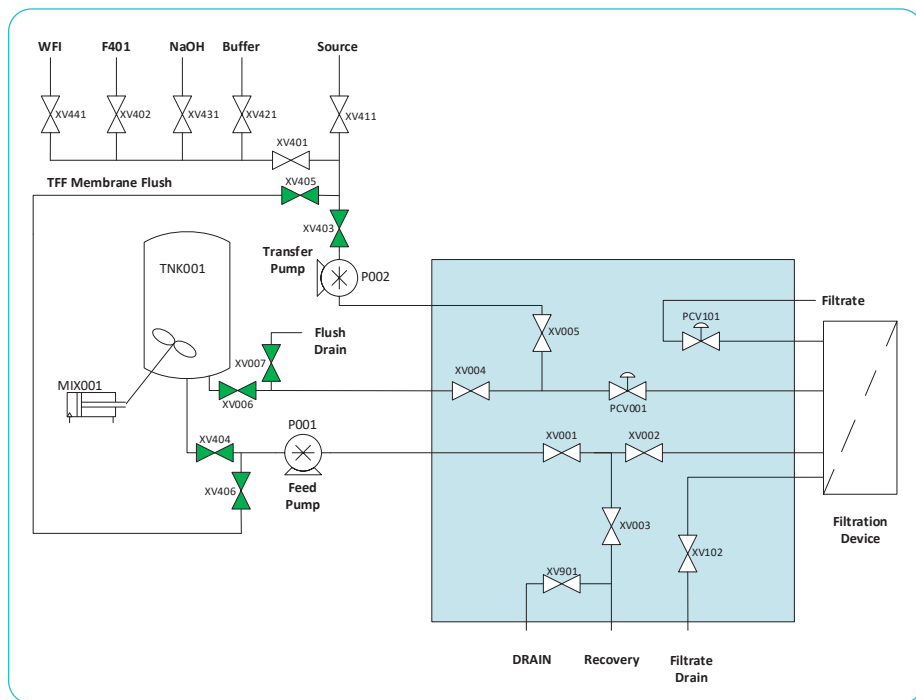 WFI F401 NaOH Buffer Source
XV441 XV402 XV431 XV421 XV411
XV401
TFF Membrane Flush XV405
XV403
Transfer
Pump
P002
TNK001
Filtrate
PCV101
Flush
Drain
XV005
XV007
XV004
MIX001
XV006
PCV001
P001
XV404
XV001 XV002
XV406
Feed
Pump
XV003
Filtration
Device
XV102
XV901
DRAIN Recovery Filtrate
Drain